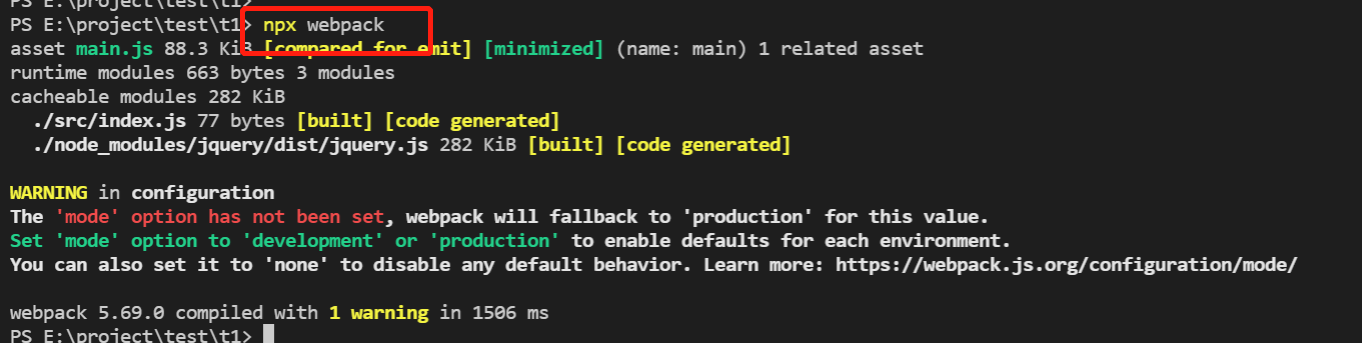 PS E:\project\test\t1>
PS E:\project\test\t1> npx webpack
asset main.js 88.3 KiB [compared for emit] [minimized] (name: main) 1 related asset
runtime modules 663 bytes 3 modules
cacheable modules 282 KiB
  ./src/index.js 77 bytes [built] [code generated]
  ./node_modules/jquery/dist/jquery.js 282 KiB [built] [code generated]

WARNING in configuration
The 'mode' option has not been set, webpack will fallback to 'production' for this value.
Set 'mode' option to 'development' or 'production' to enable defaults for each environment.
You can also set it to 'none' to disable any default behavior. Learn more: https://webpack.js.org/configuration/mode/

webpack 5.69.0 compiled with 1 warning in 1506 ms
PS E:\project\test\t1>